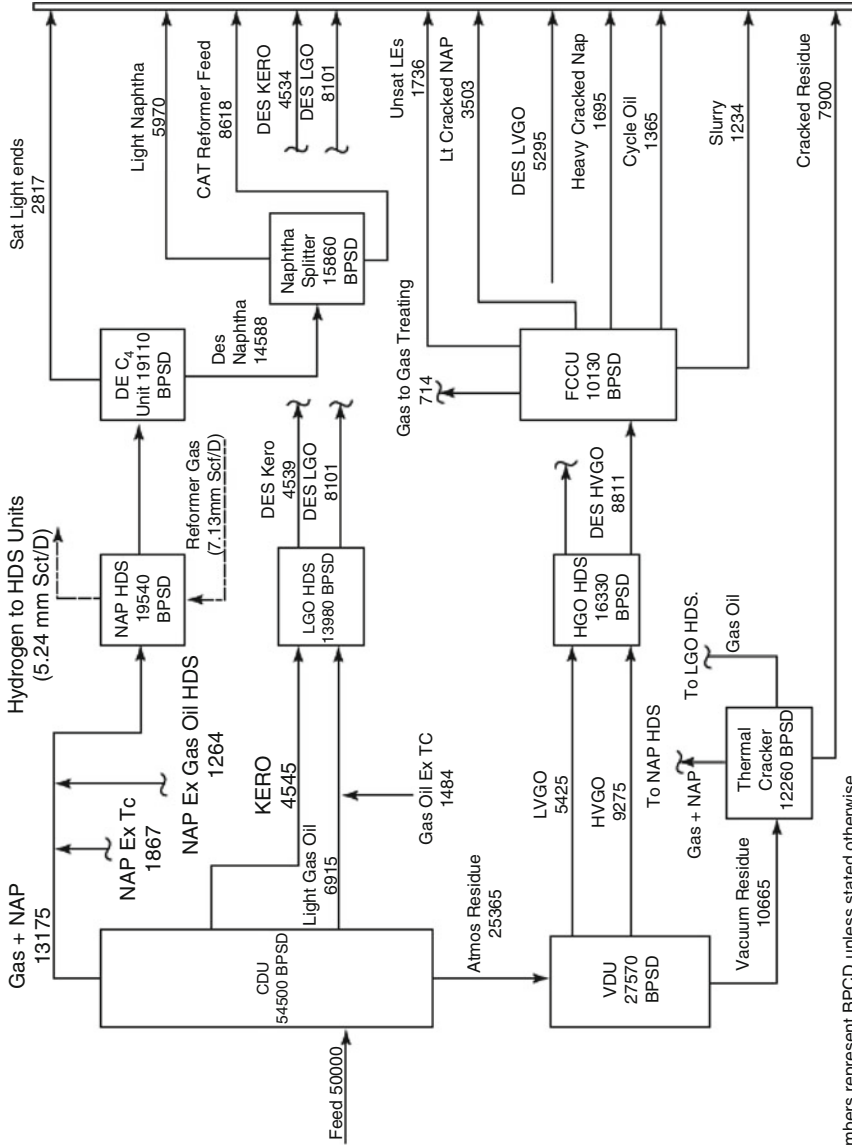 Sat Light ends
2817
Light Naphtha
5970
CAT Reformer Feed
8618
DES KERO
4534
DES LGO
8101
Unsat LEs
1736
Lt Cracked NAP
3503
DES LVGO
5295
Heavy Cracked Nap
1695
Cycle Oil
1365
Slurry
1234
Cracked Residue
7900
Hydrogen to HDS Units
(5.24 mm Sct/D)
DE C₄
Unit 19110
BPSD
Des
Naphtha
14588
Naphtha
Splitter
15860
BPSD
Gas to Gas Treating
714
FCCU
10130
BPSD
NAP HDS
19540
BPSD
Reformer Gas
(7.13mm Scf/D)
DES Kero
4539
DES LGO
8101
LGO HDS
13980 BPSD
DES HVGO
8811
HGO HDS
16330
BPSD
To LGO HDS.
Gas Oil
Gas + NAP
13175
NAP Ex Tc
1867
NAP Ex Gas Oil HDS
1264
KERO
4545
Light Gas Oil
6915
Gas Oil Ex TC
1484
LVGO
5425
HVGO
9275
To NAP HDS
Gas + NAP
Thermal
Cracker
12260 BPSD
CDU
54500 BPSD
Atmos Residue
25365
VDU
27570
BPSD
Vacuum Residue
10665
Feed 50000
mbers represent BPCD unless stated otherwise